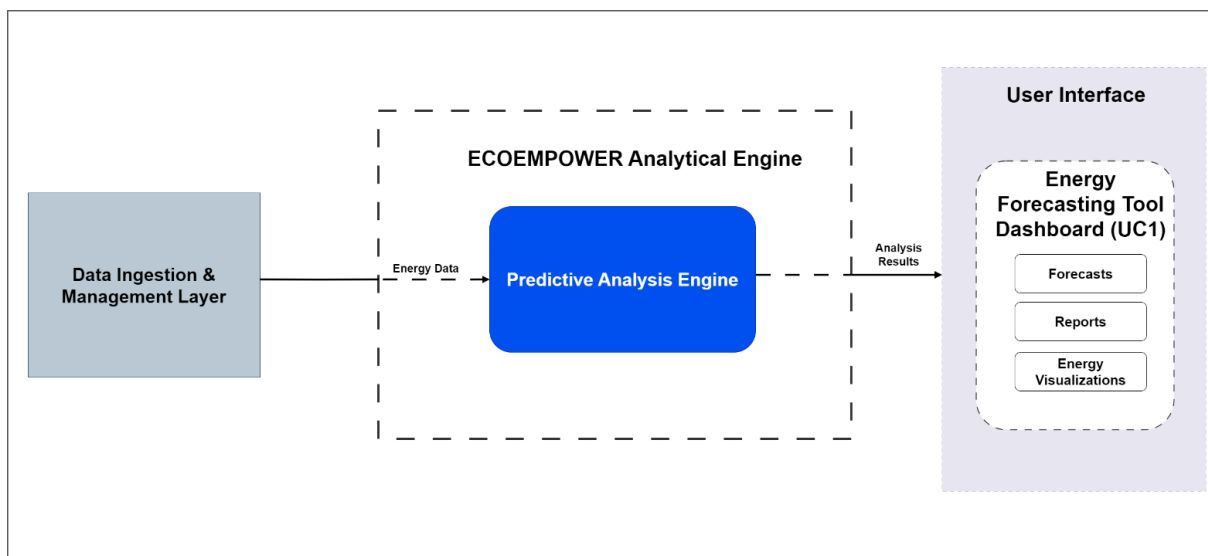 Data Ingestion &
Management Layer
ECOEMPOWER Analytical Engine
Energy Data
Predictive Analysis Engine
Analysis
Results
User Interface
Energy
Forecasting Tool
Dashboard (UC1)
Forecasts
Reports
Energy
Visualizations